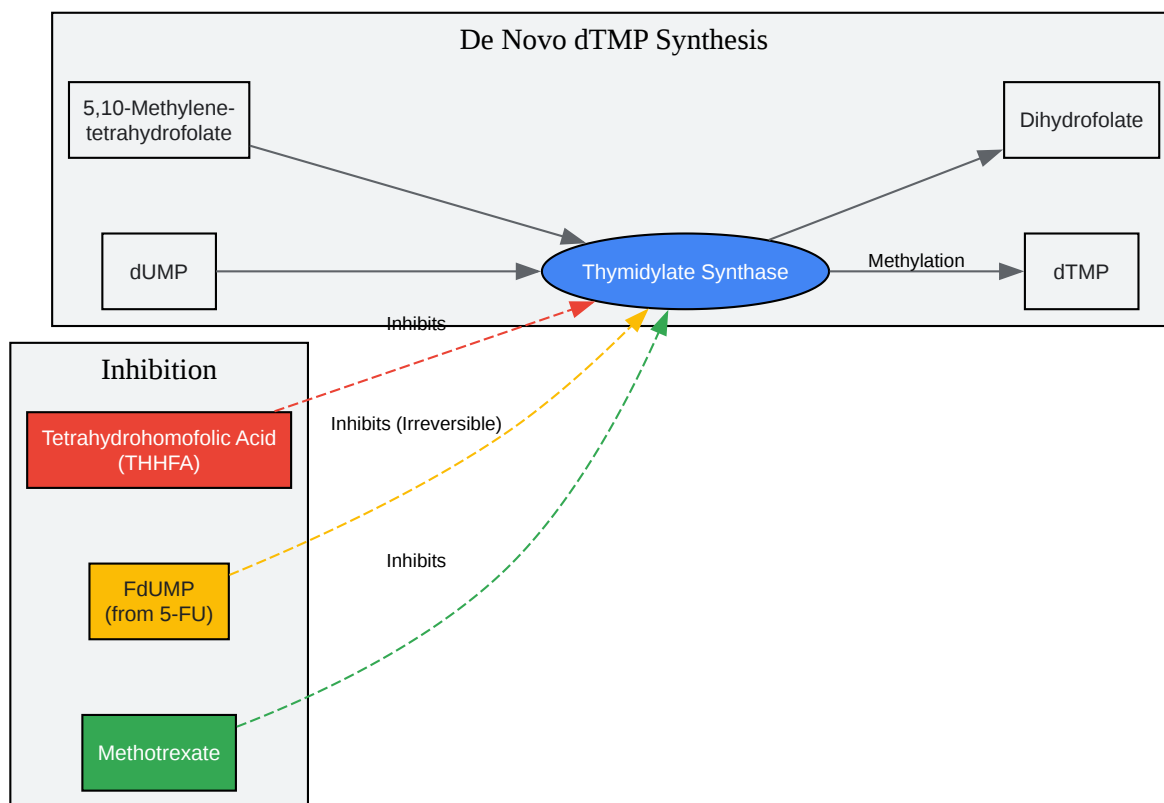 De Novo dTMP Synthesis
5,10-Methylene-
tetrahydrofolate
Dihydrofolate
dUMP
Thymidylate Synthase
Methylation
dTMP
Inhibits
Inhibition
Tetrahydrohomofolic Acid
(THHFA)
Inhibits (Irreversible)
FdUMP
(from 5-FU)
Inhibits
Methotrexate